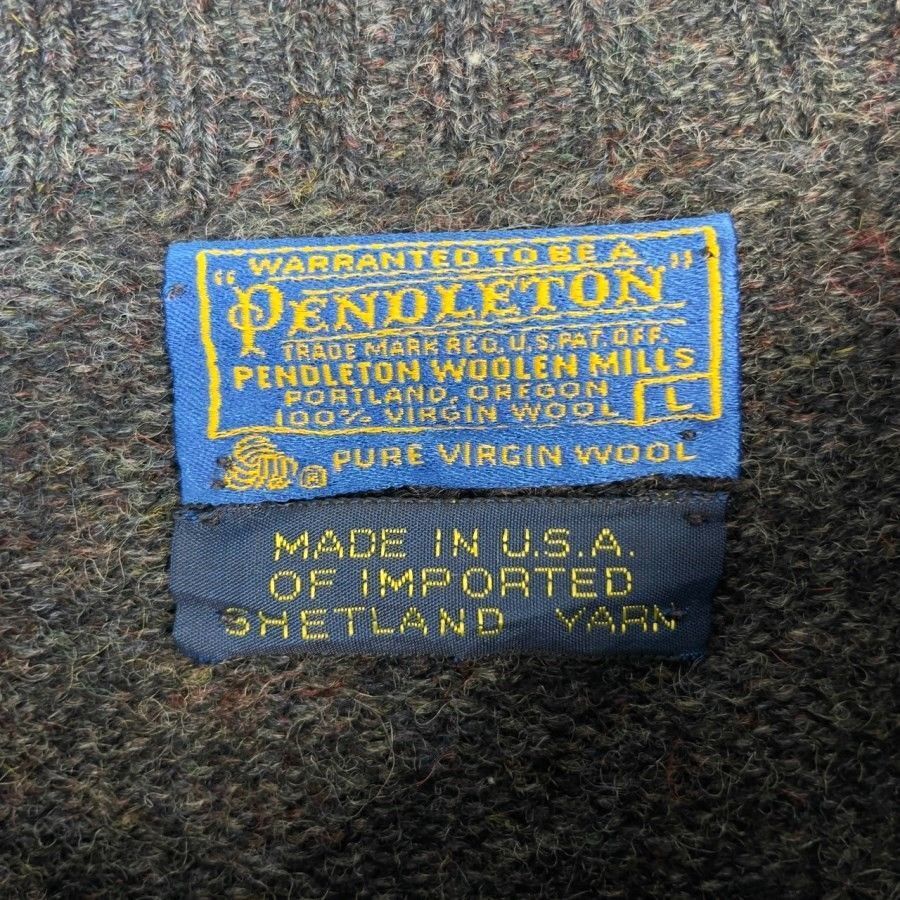 WARRANTED TO BE A
"PENDLETON"
TRADE MARK REG. U.S. PAT. OFF.
PENDLETON WOOLEN MILLS
PORTLAND, OREGON
100% VIRGIN WOOL L
® PURE VIRGIN WOOL
MADE IN U.S.A.
OF IMPORTED
SHETLAND YARN